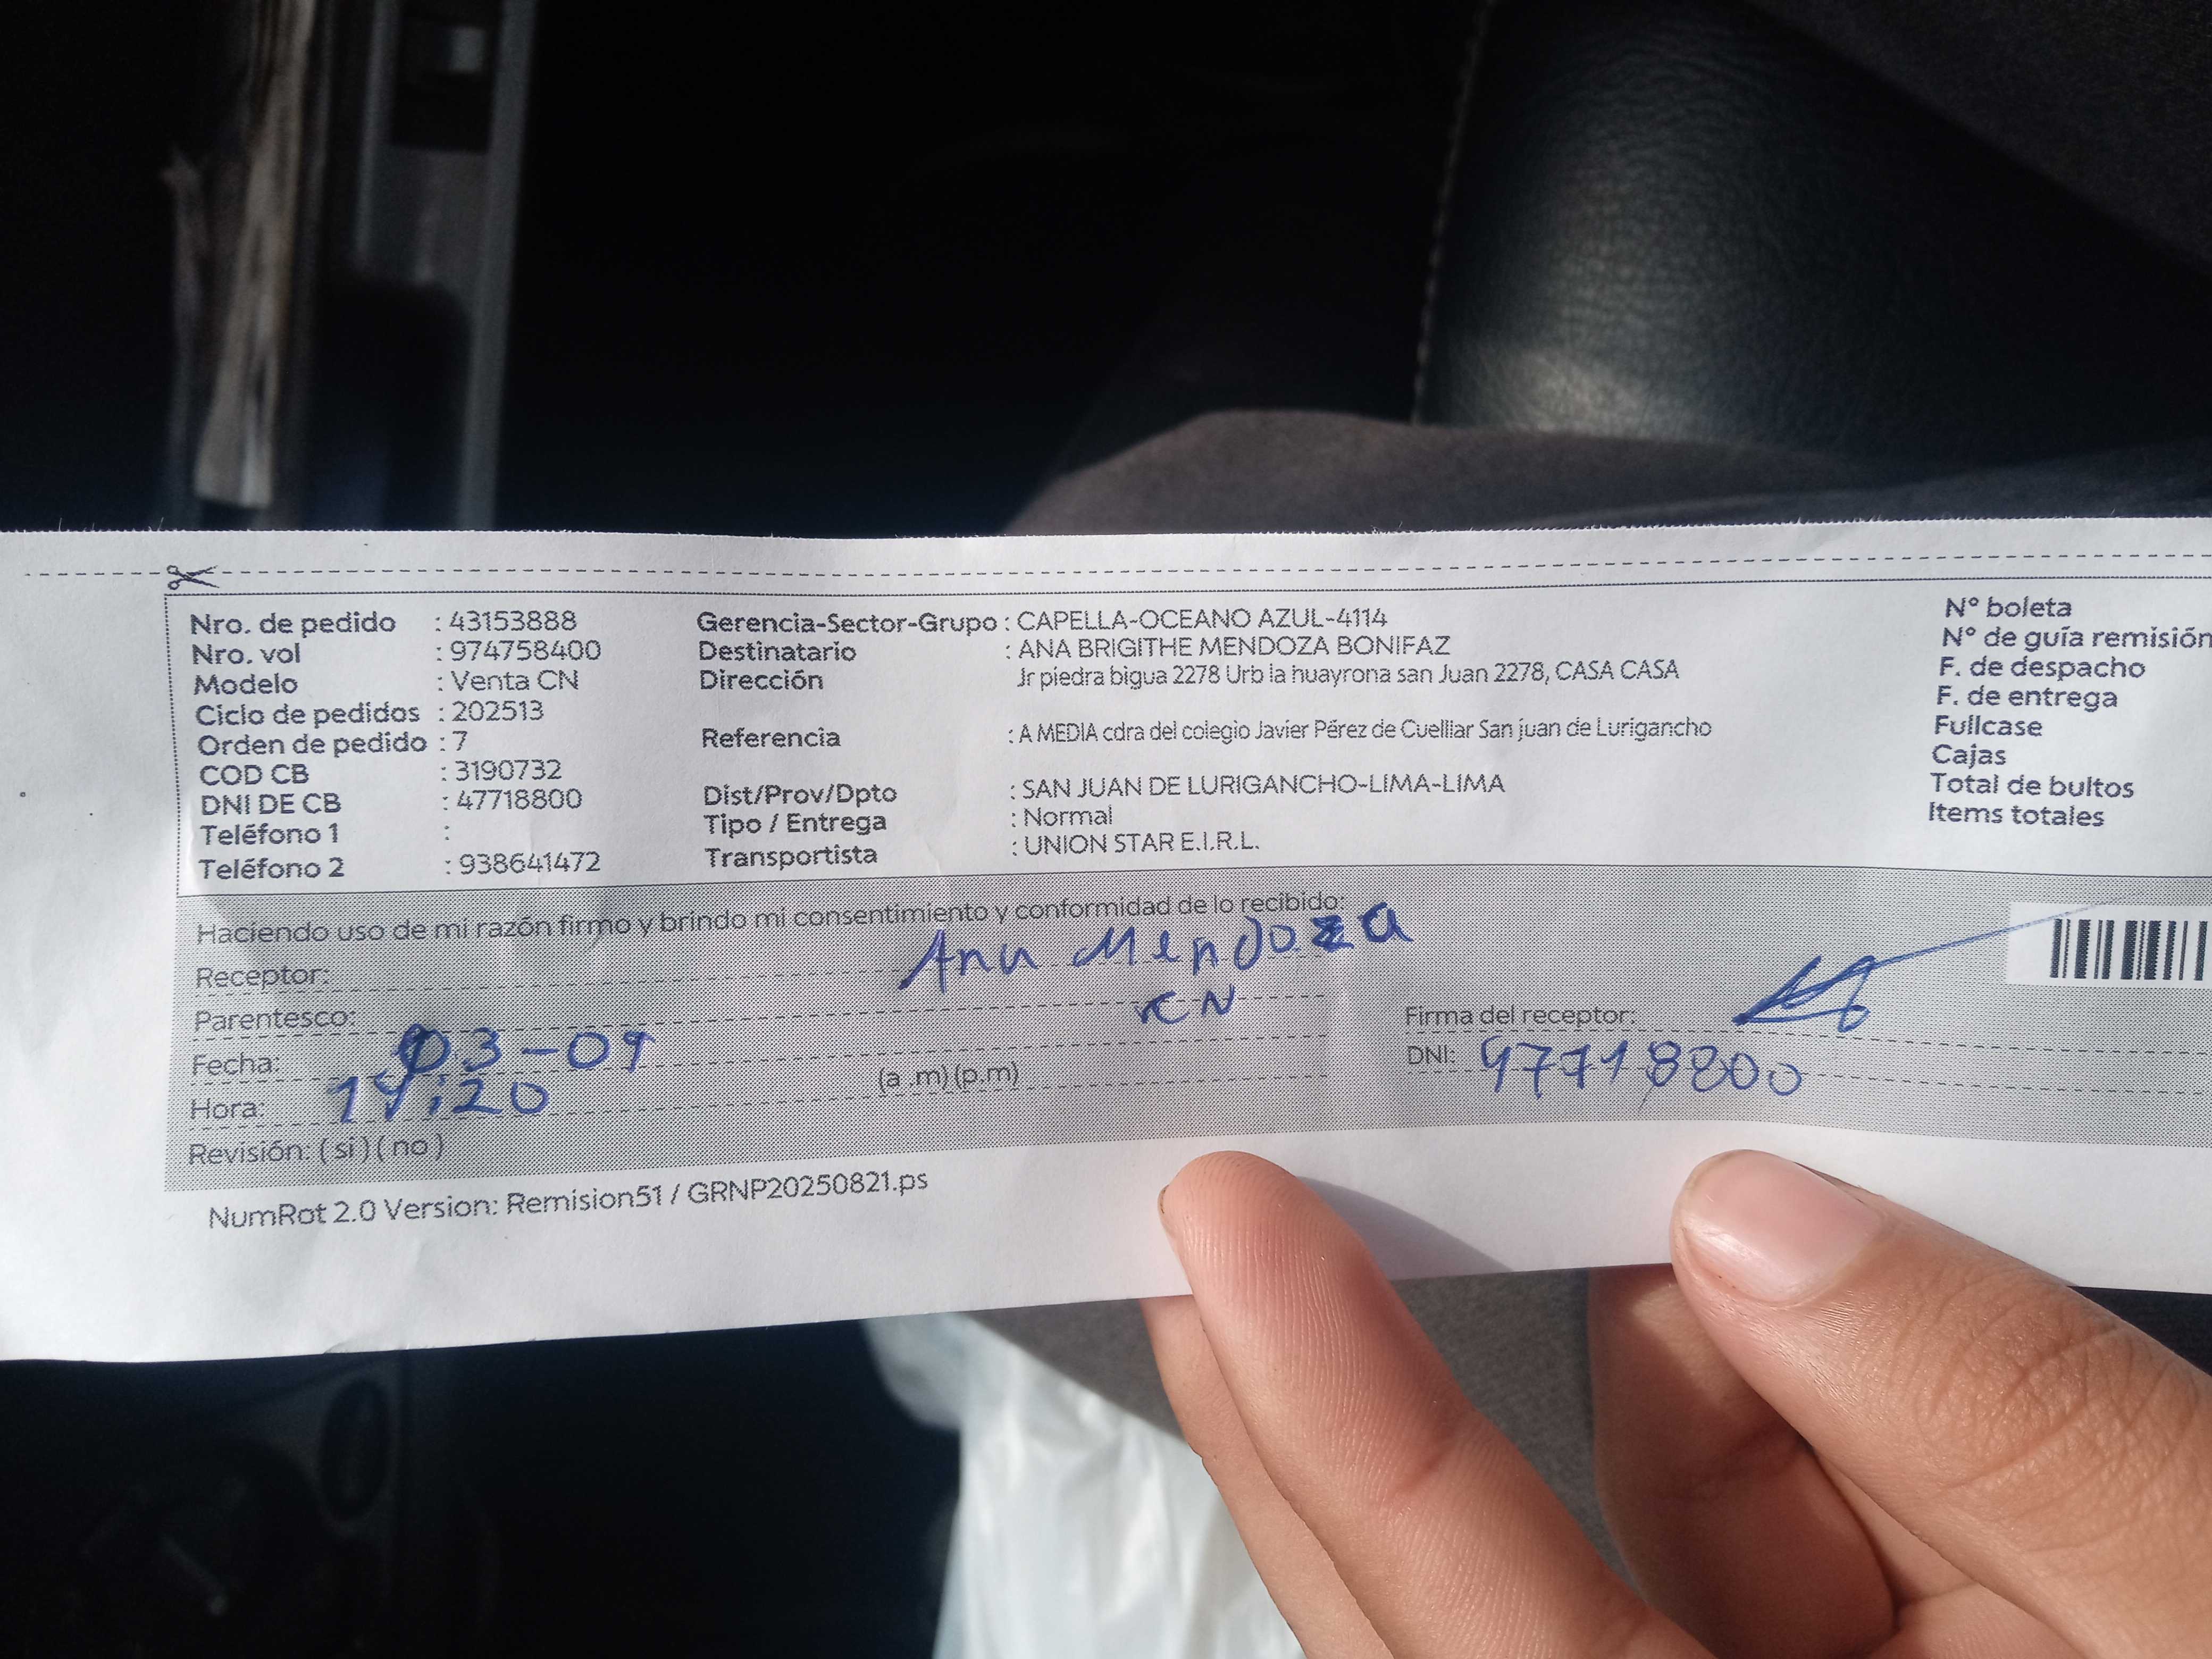 Nro. de pedido : 43153888 Gerencia-Sector-Grupo : CAPELLA-OCEANO AZUL-4114 N° boleta
Nro. vol : 974758400 Destinatario : ANA BRIGITHE MENDOZA BONIFAZ N° de guía remisión
Modelo : Venta CN Dirección Jr piedra bigua 2278 Urb la huayrona san Juan 2278, CASA CASA F. de despacho
Ciclo de pedidos : 202513 F. de entrega
Orden de pedido : 7 Referencia : A MEDIA cdra del colegio Javier Pérez de Cuelliar San juan de Lurigancho Fullcase
COD CB : 3190732 Cajas
DNI DE CB : 47718800 Dist/Prov/Dpto : SAN JUAN DE LURIGANCHO-LIMA-LIMA Total de bultos
Teléfono 1 : Tipo / Entrega : Normal Items totales
Teléfono 2 : 938641472 Transportista : UNION STAR E.I.R.L.
Haciendo uso de mi razón firmo y brindo mi consentimiento y conformidad de lo recibido:
Receptor: Ana Mendoza
Parentesco: CN Firma del receptor:
Fecha: 03-09 DNI: 47718800
Hora: 14:20 (a .m) (p.m)
Revisión: ( si ) ( no )
NumRot 2.0 Version: Remision51 / GRNP20250821.ps